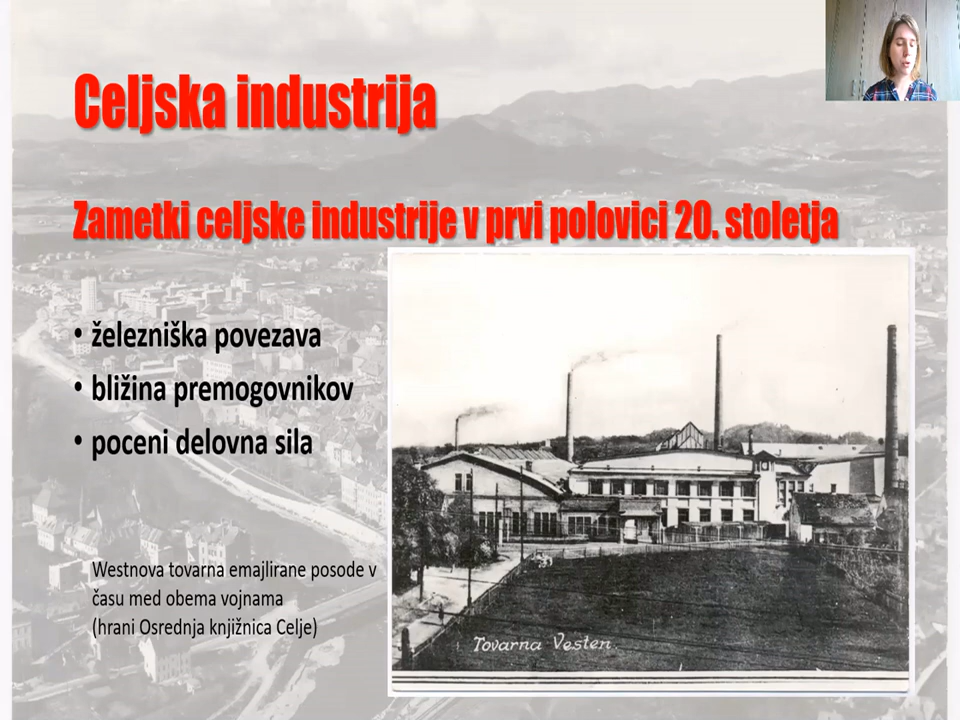 Celjska industrija
Zametki celjske industrije v prvi polovici 20. stoletja
• železniška povezava
• bližina premogovnikov
• poceni delovna sila
Westnova tovarna emajlirane posode v
času med obema vojnama
(hrani Osrednja knjižnica Celje)
Tovarna Vesten